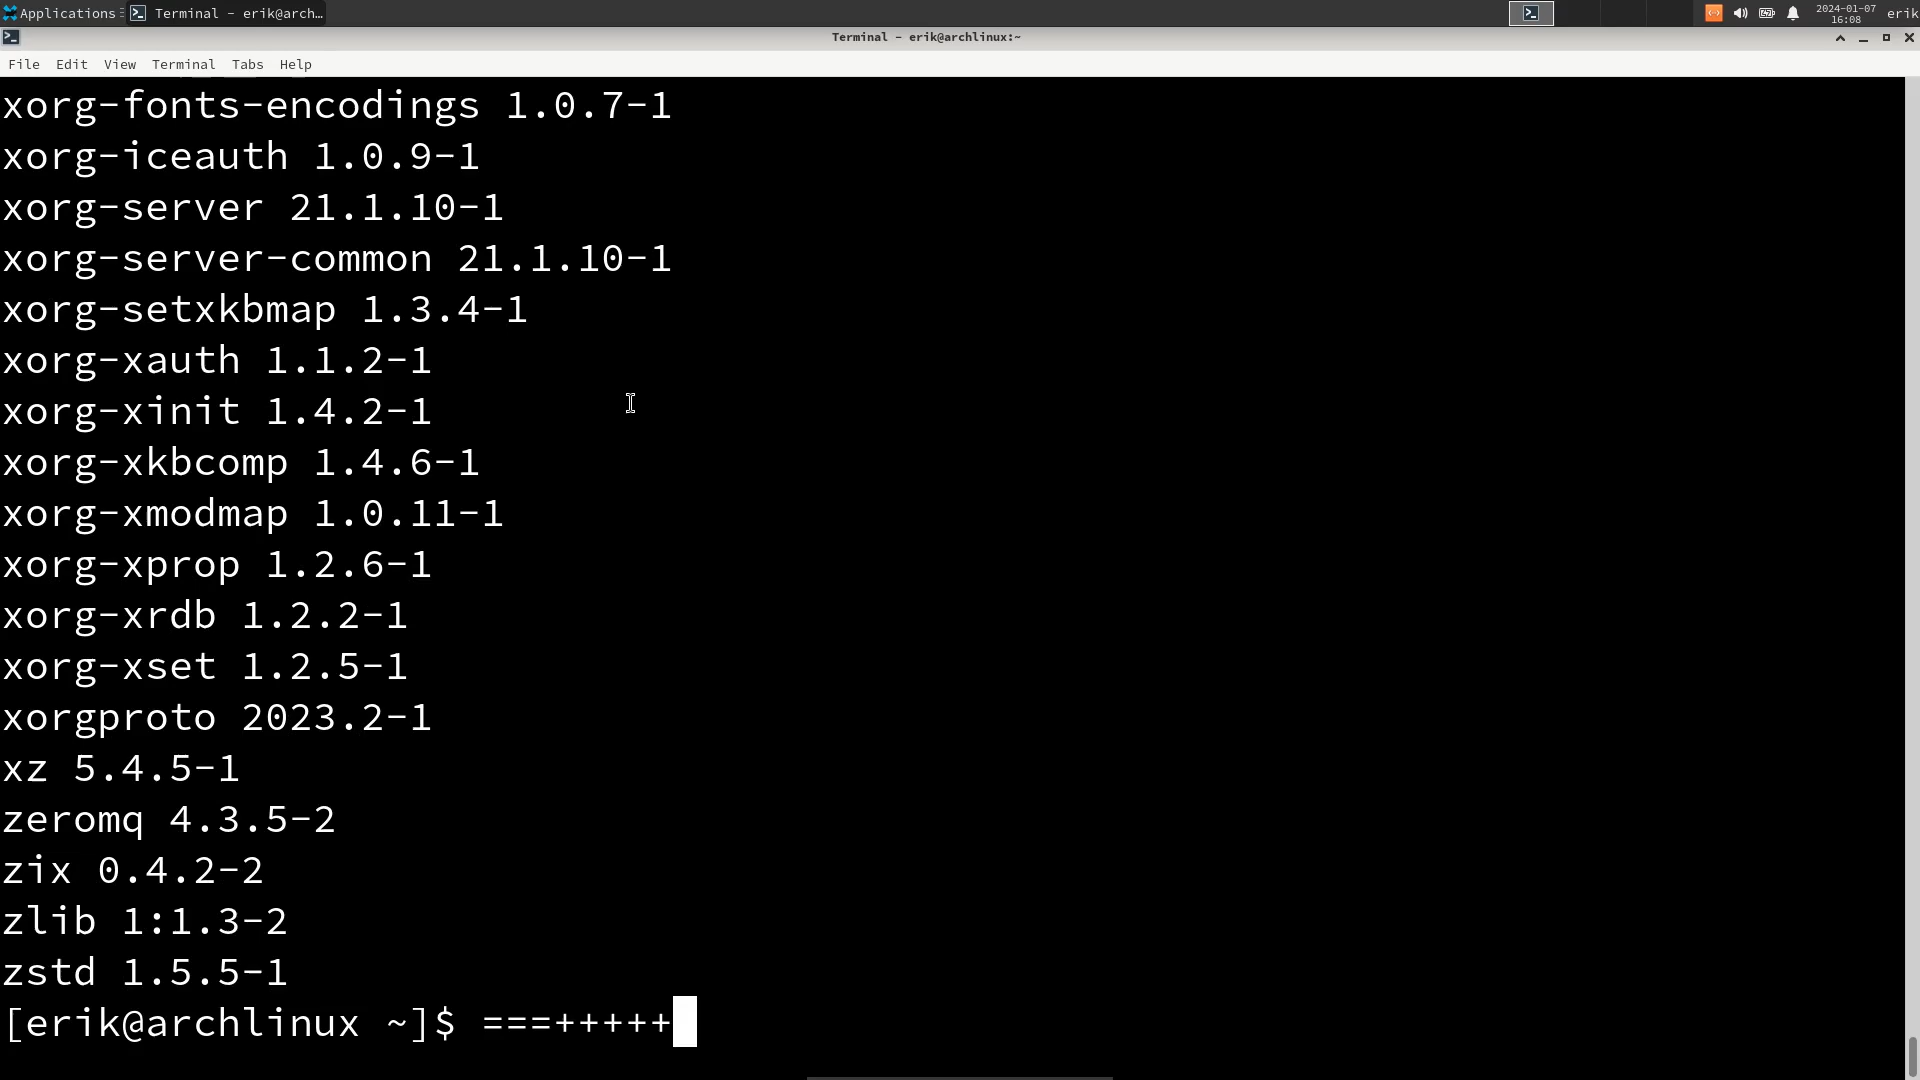 Applications
Terminal - erik@arch...
2024-01-07
16:08
erik
Terminal - erik@archlinux:~
File Edit View Terminal Tabs Help
xorg-fonts-encodings 1.0.7-1
xorg-iceauth 1.0.9-1
xorg-server 21.1.10-1
xorg-server-common 21.1.10-1
xorg-setxkbmap 1.3.4-1
xorg-xauth 1.1.2-1
xorg-xinit 1.4.2-1
xorg-xkbcomp 1.4.6-1
xorg-xmodmap 1.0.11-1
xorg-xprop 1.2.6-1
xorg-xrdb 1.2.2-1
xorg-xset 1.2.5-1
xorgproto 2023.2-1
xz 5.4.5-1
zeromq 4.3.5-2
zix 0.4.2-2
zlib 1:1.3-2
zstd 1.5.5-1
[erik@archlinux ~]$ ===+++++